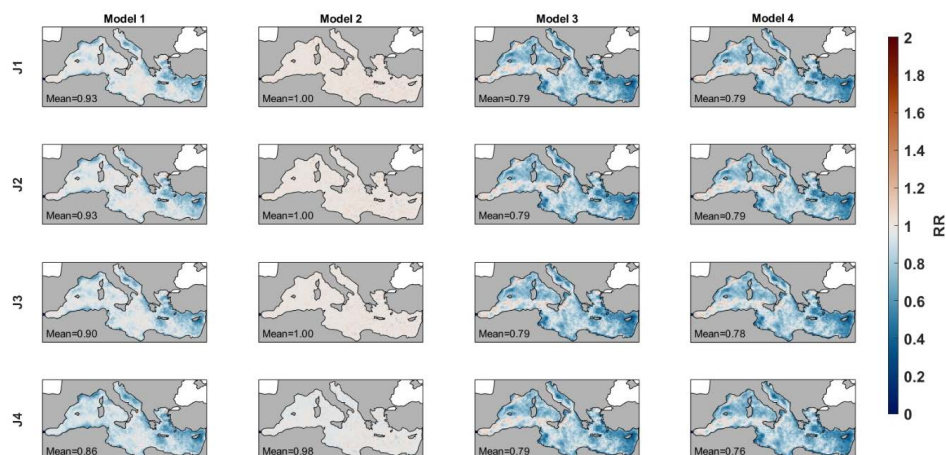 Model 1 Model 2 Model 3 Model 4
J1
Mean=0.93 Mean=1.00 Mean=0.79 Mean=0.79
J2
Mean=0.93 Mean=1.00 Mean=0.79 Mean=0.79
J3
Mean=0.90 Mean=1.00 Mean=0.79 Mean=0.78
J4
Mean=0.86 Mean=0.98 Mean=0.79 Mean=0.76
2
1.8
1.6
1.4
1.2
1
0.8
0.6
0.4
0.2
0
RR